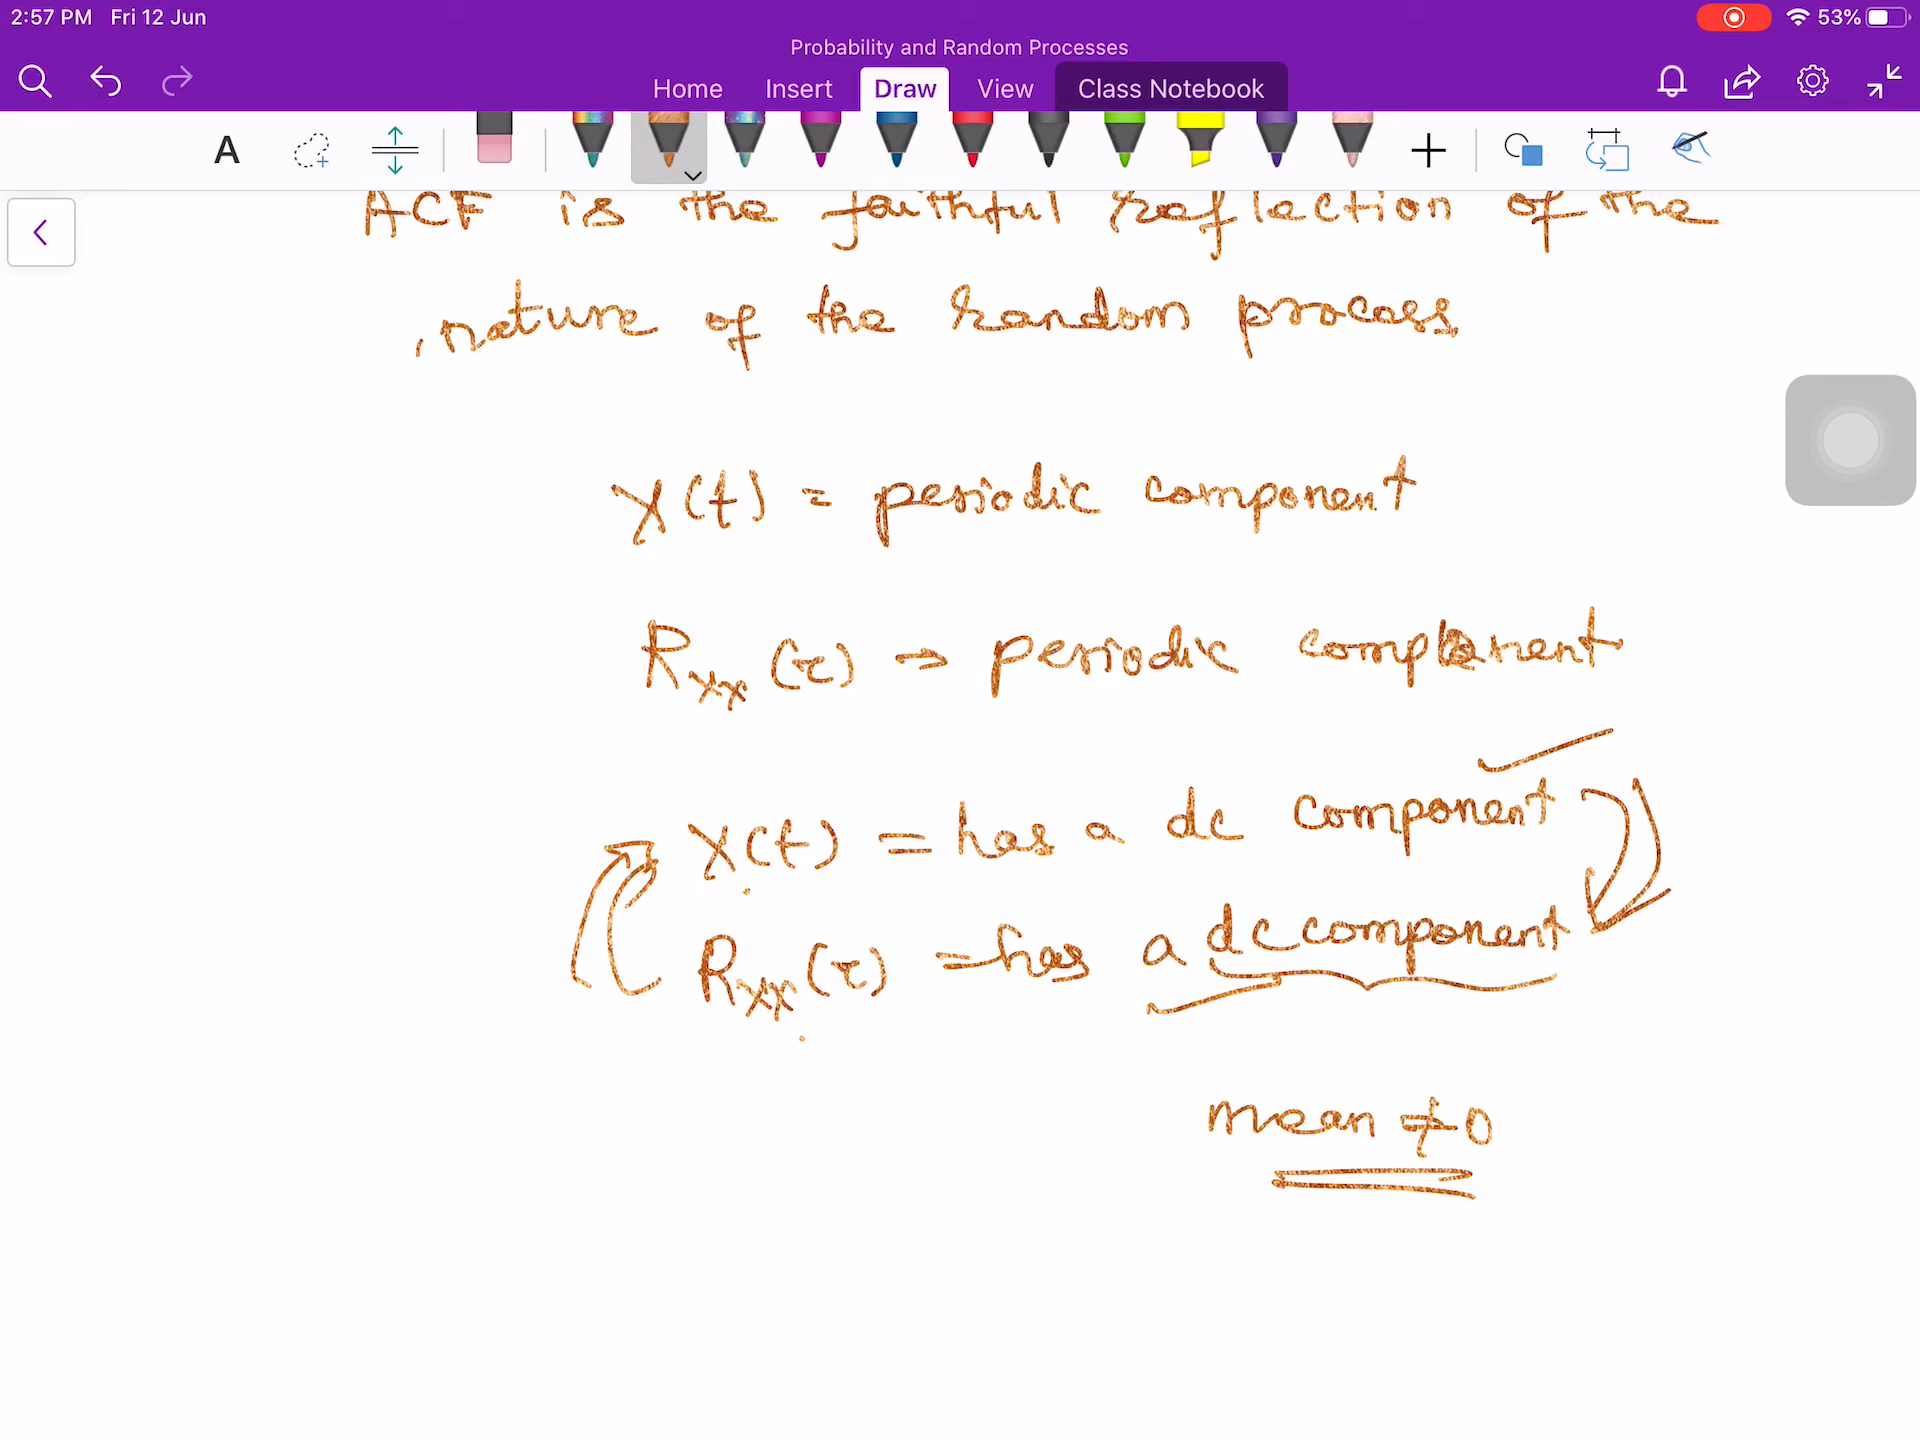 2:57 PM Fri 12 Jun 53%
Probability and Random Processes
Home Insert Draw View Class Notebook
A
ACF is the faithful reflection of the
nature of the random process
X(t) = periodic component
Rxx (τ) → periodic component
X(t) = has a dc component
Rxx (τ) = has a dc component
mean ≠ 0